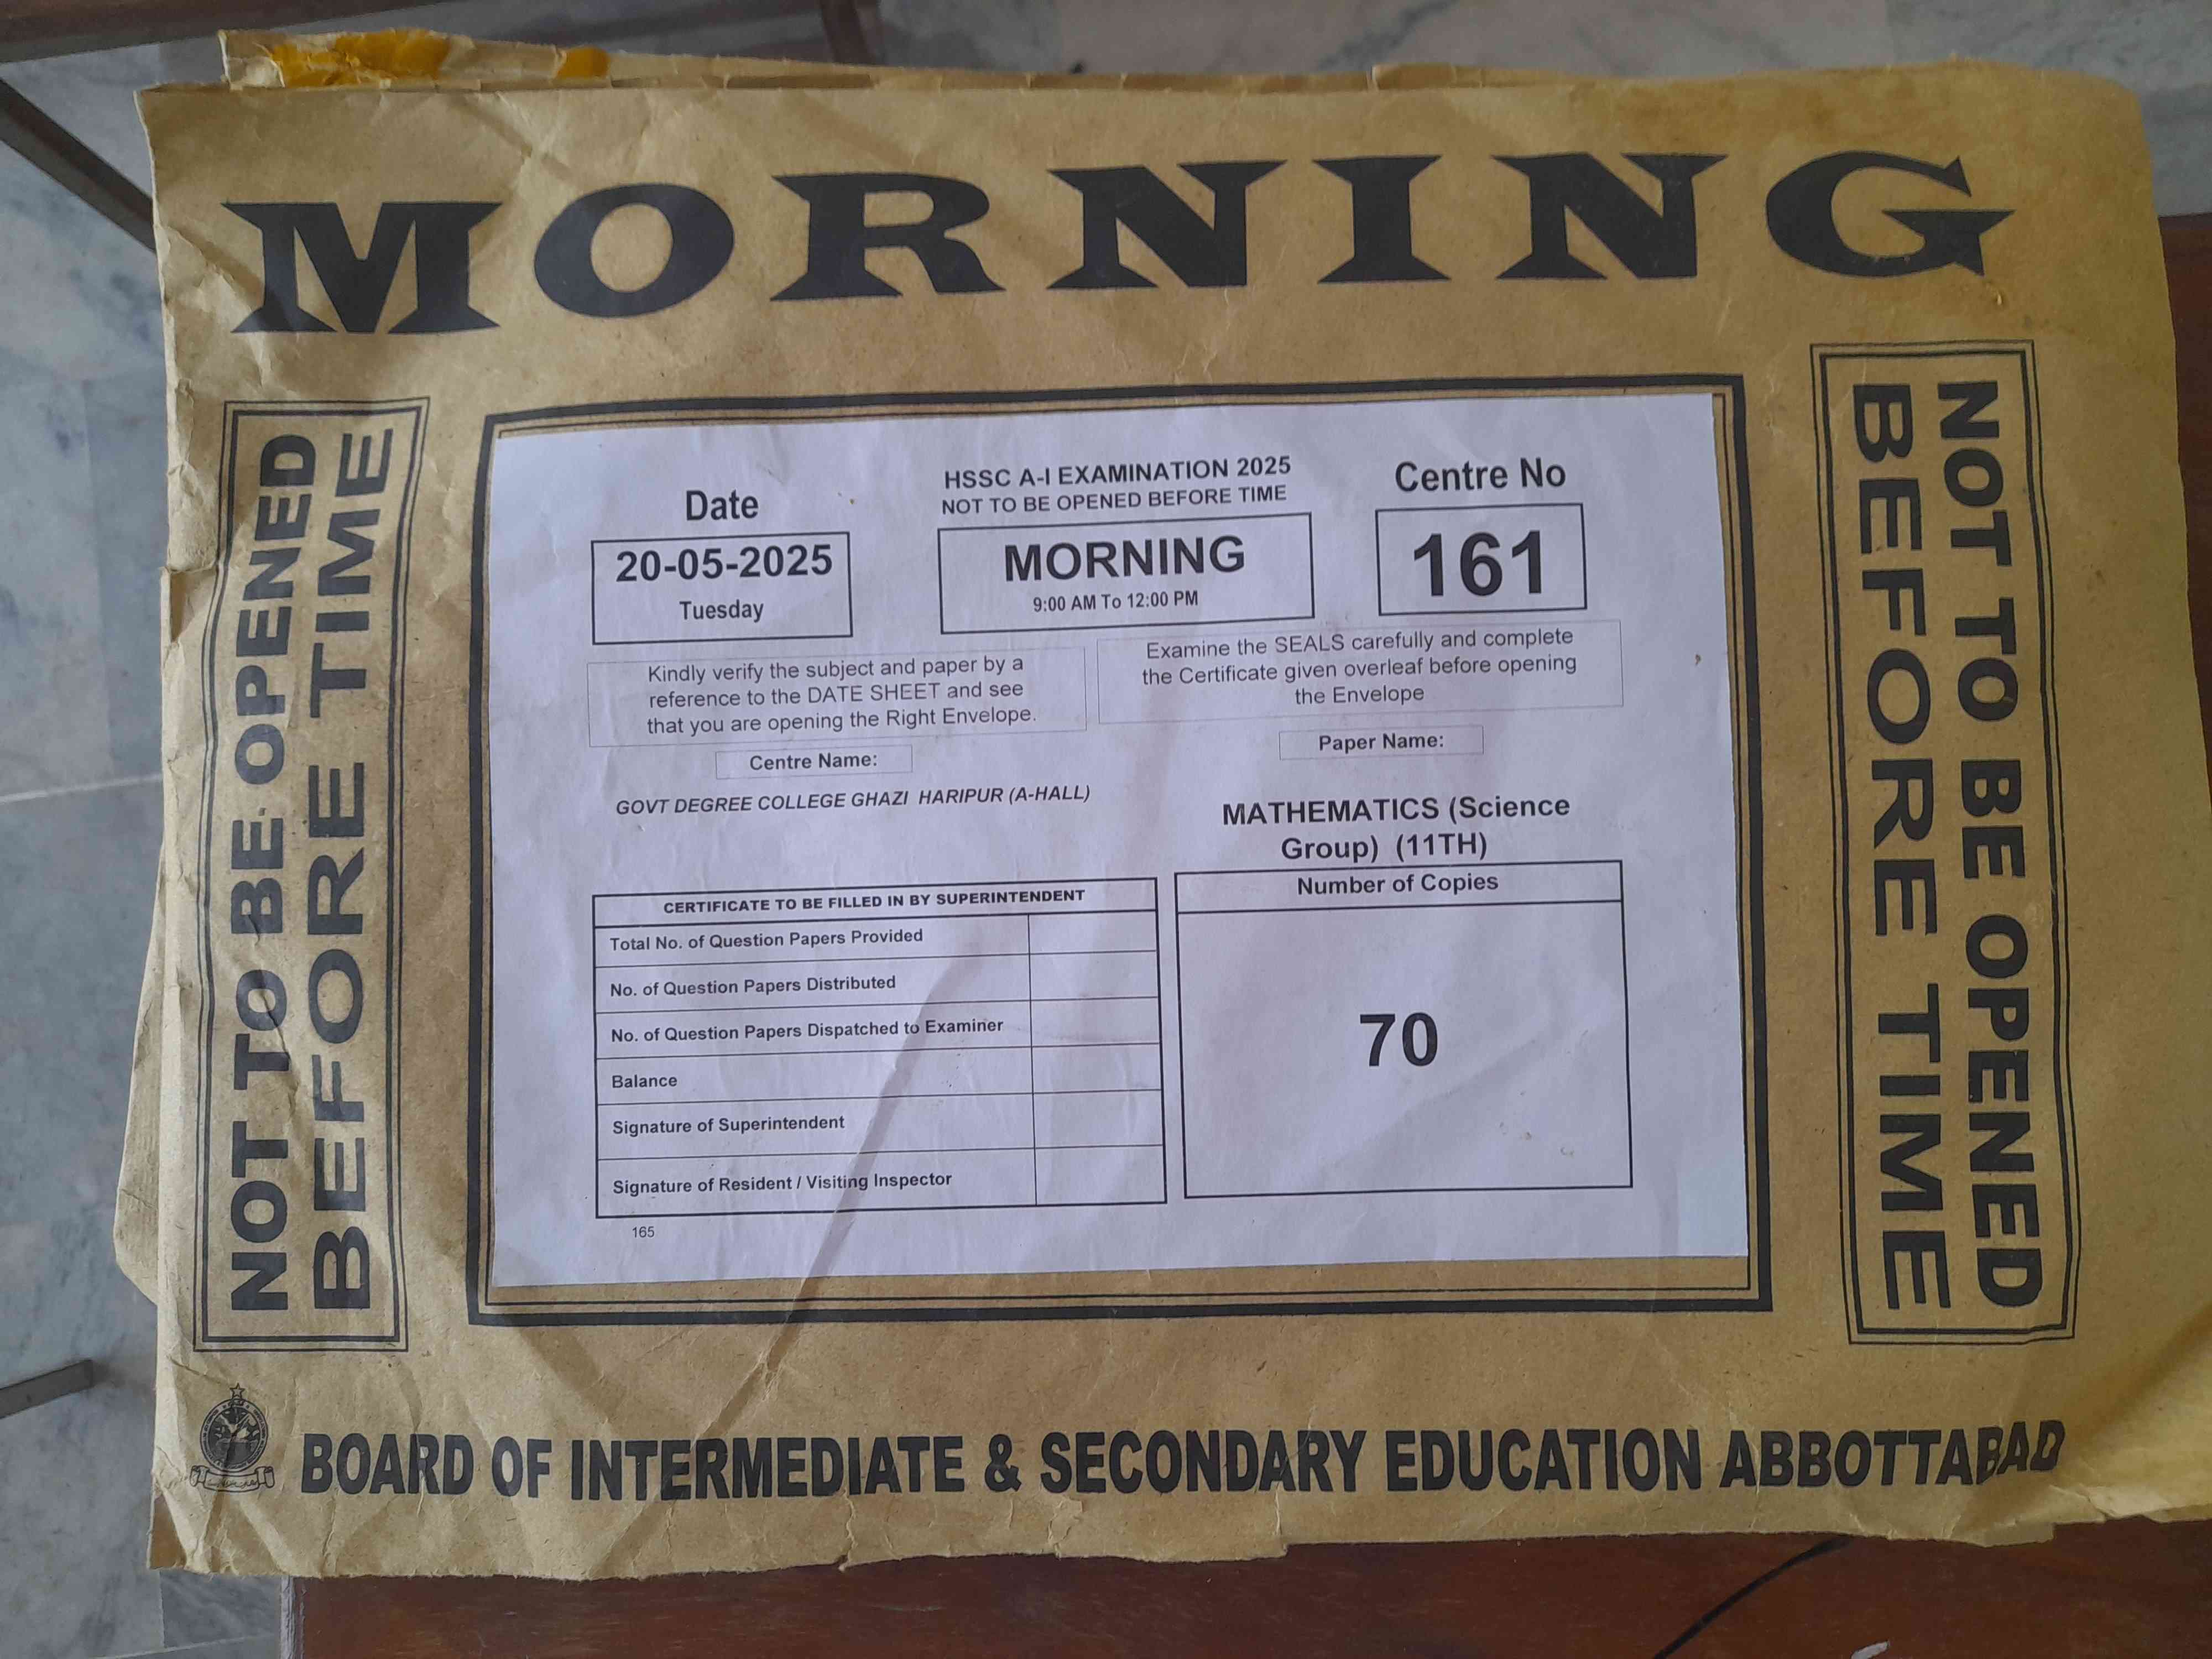 MORNING
NOT TO BE OPENED
BEFORE TIME
Date
20-05-2025
Tuesday
HSSC A-I EXAMINATION 2025
NOT TO BE OPENED BEFORE TIME
MORNING
9:00 AM To 12:00 PM
Centre No
161
Kindly verify the subject and paper by a
reference to the DATE SHEET and see
that you are opening the Right Envelope.
Examine the SEALS carefully and complete
the Certificate given overleaf before opening
the Envelope
Centre Name:
GOVT DEGREE COLLEGE GHAZI HARIPUR (A-HALL)
Paper Name:
MATHEMATICS (Science
Group) (11TH)
CERTIFICATE TO BE FILLED IN BY SUPERINTENDENT
Total No. of Question Papers Provided
No. of Question Papers Distributed
No. of Question Papers Dispatched to Examiner
Balance
Signature of Superintendent
Signature of Resident / Visiting Inspector
165
Number of Copies
70
NOT TO BE OPENED
BEFORE TIME
BOARD OF INTERMEDIATE & SECONDARY EDUCATION ABBOTTABAD